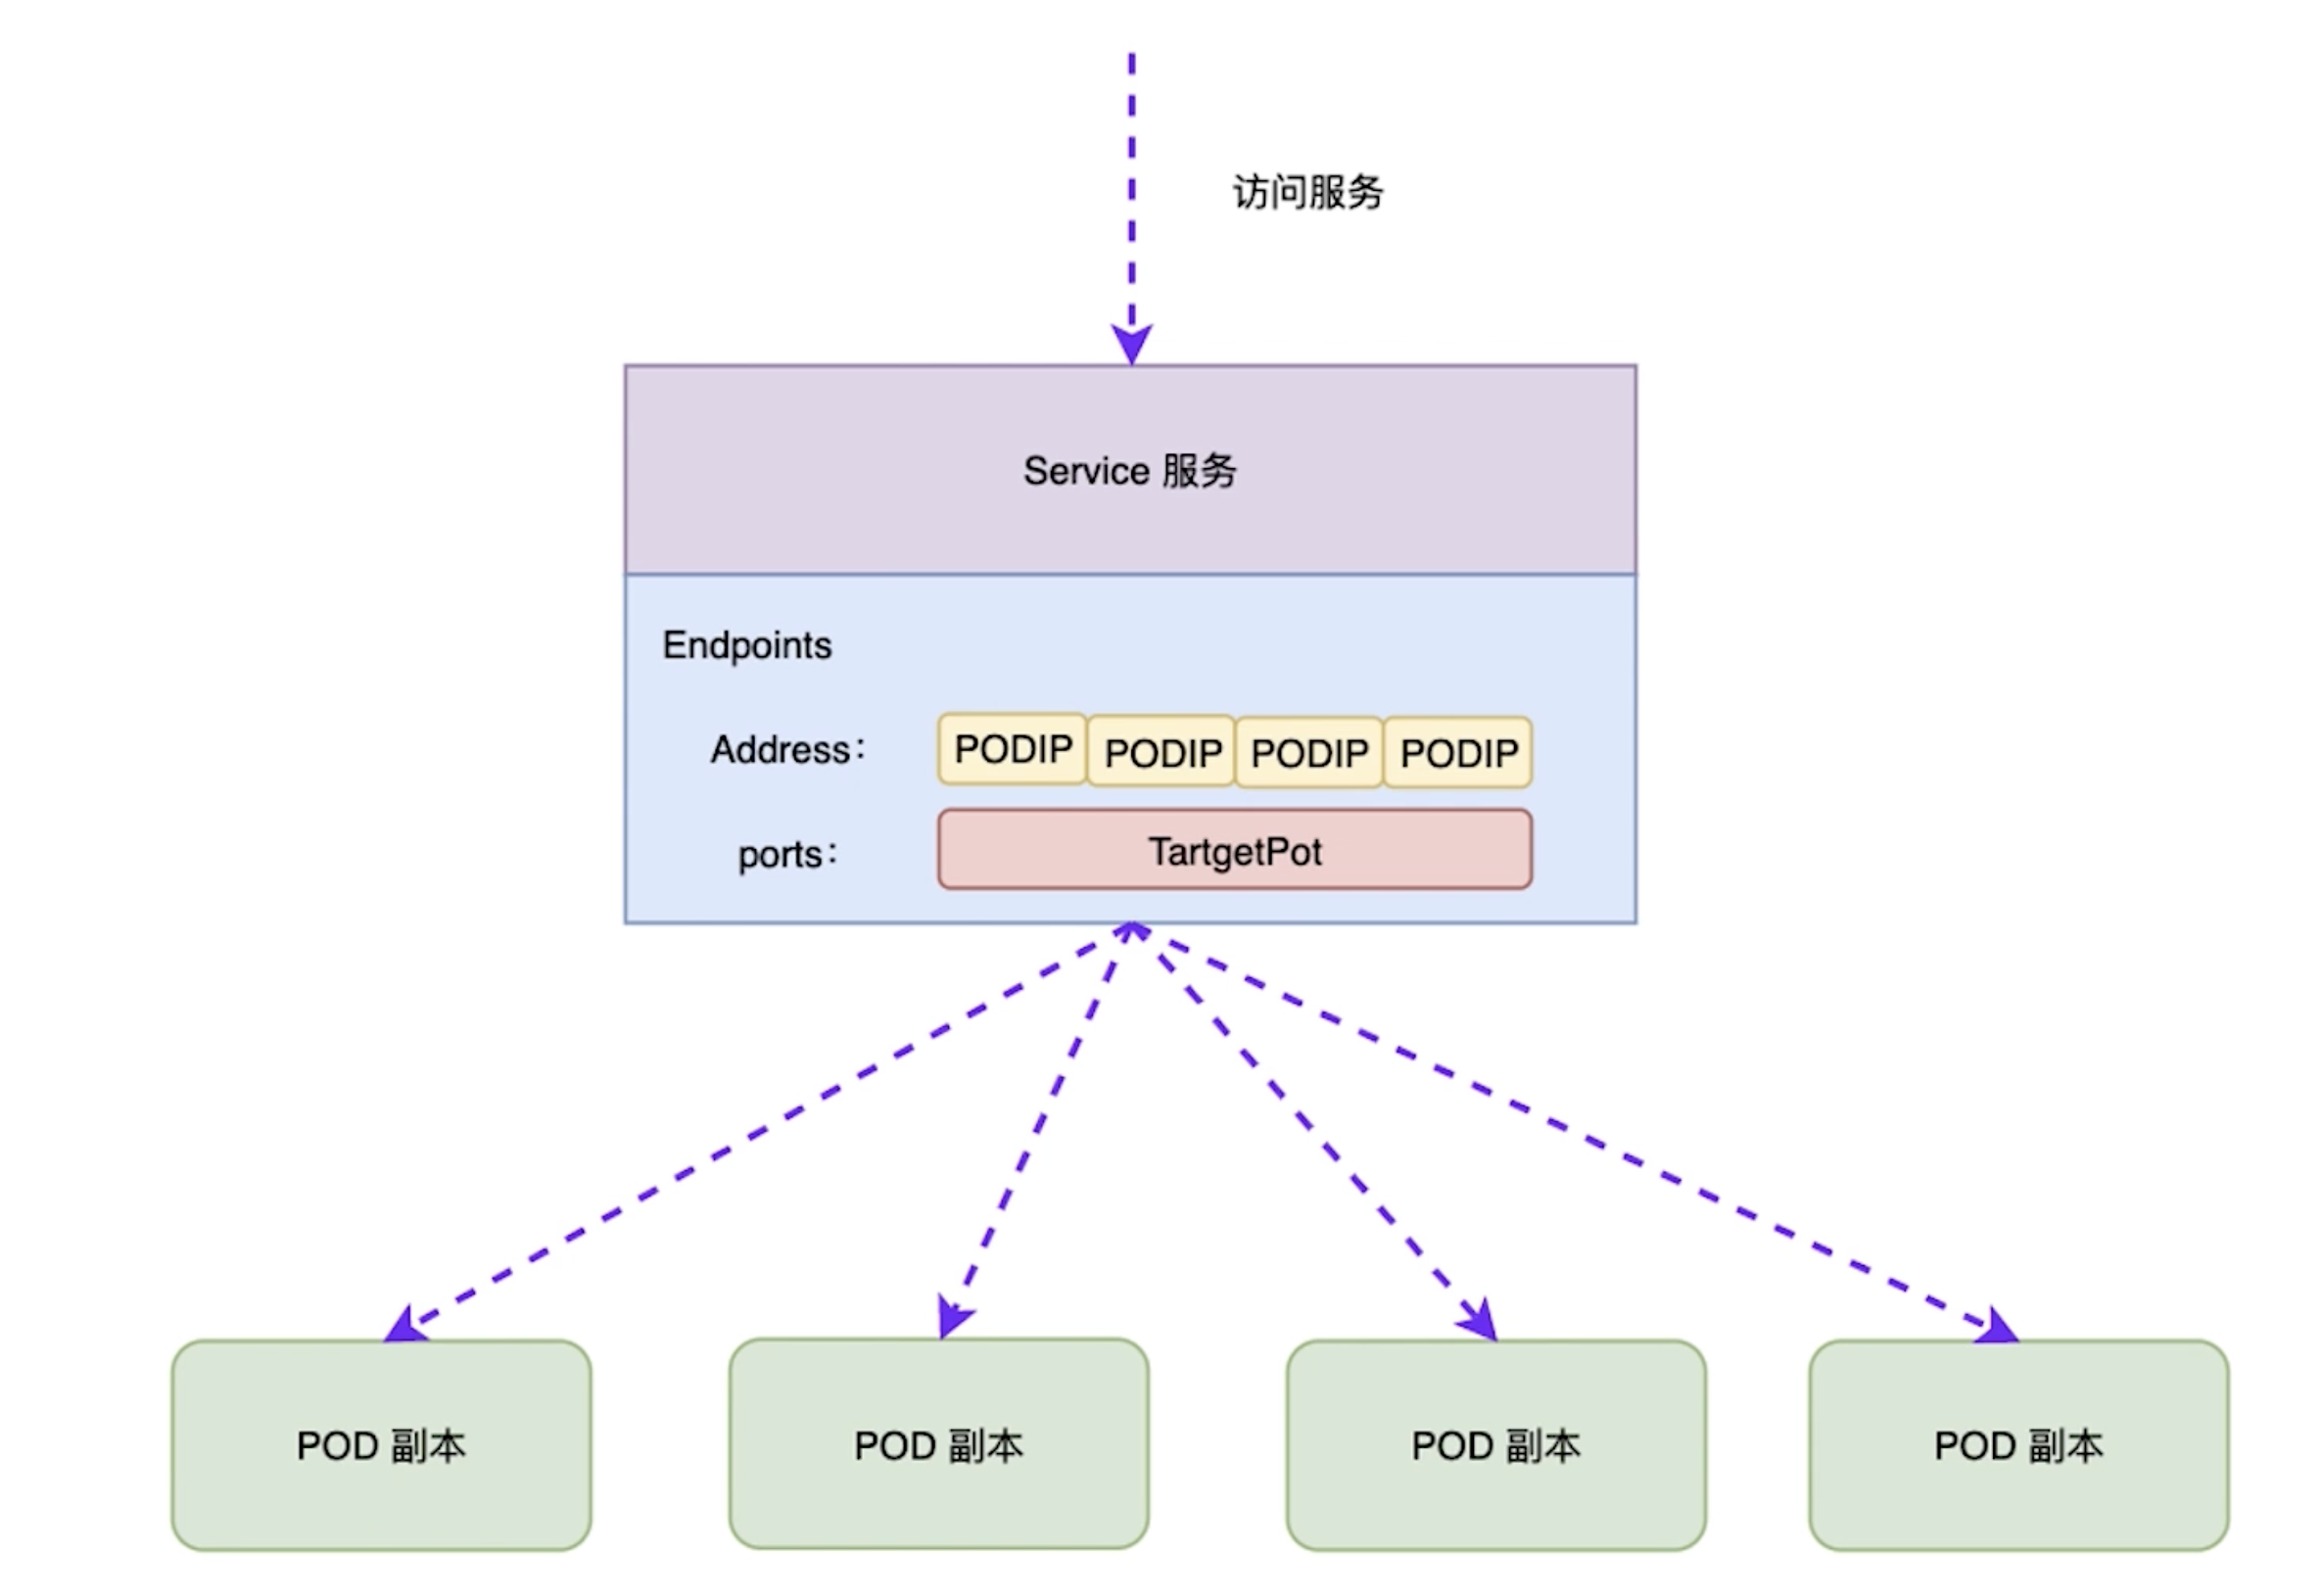 访问服务
Service 服务
Endpoints
Address： PODIP PODIP PODIP PODIP
ports： TartgetPot
POD 副本 POD 副本 POD 副本 POD 副本